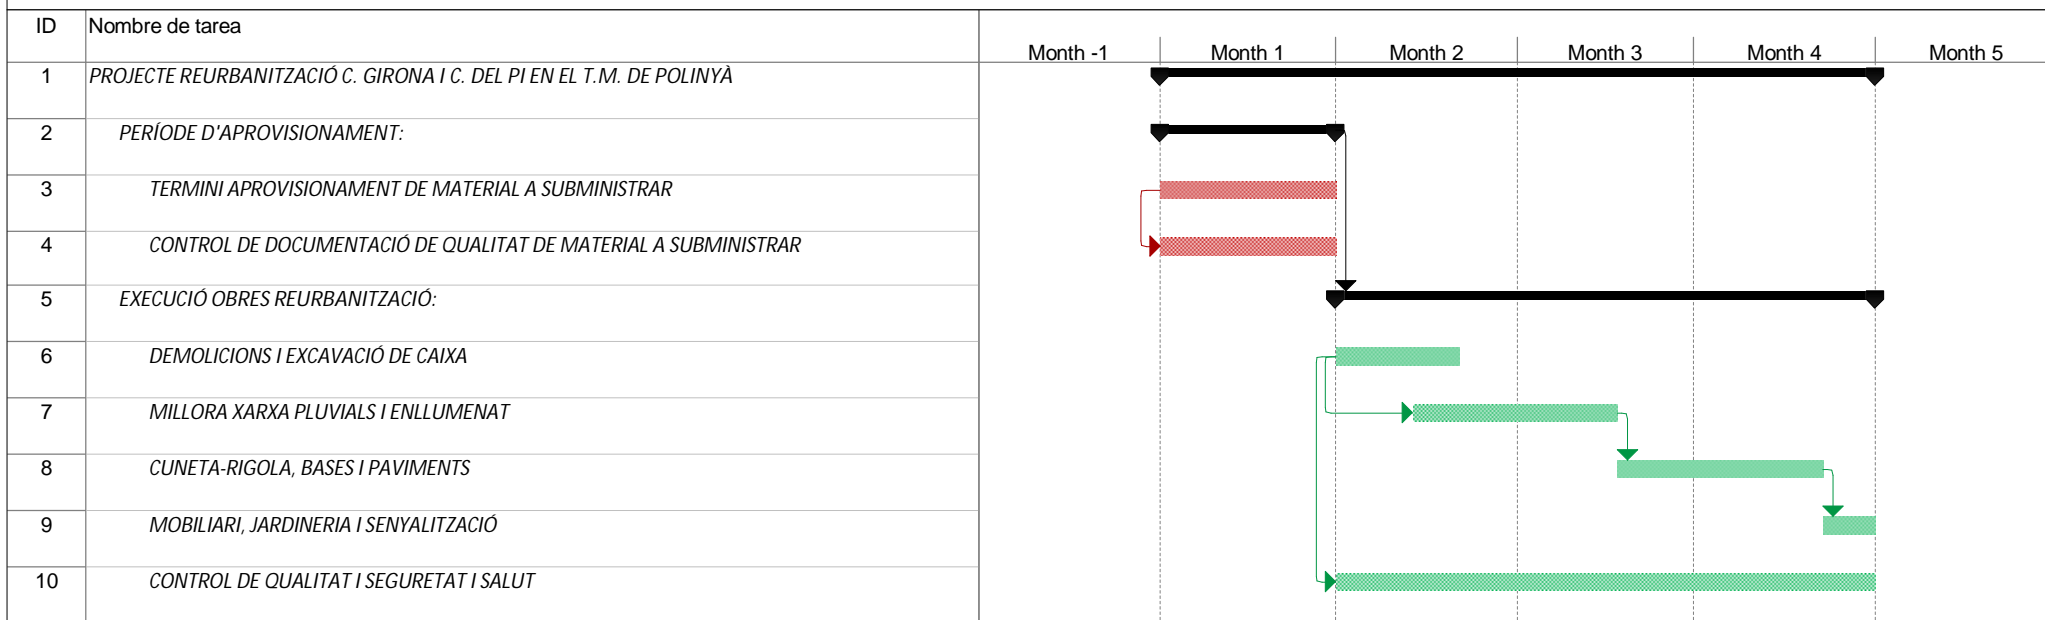 ID Nombre de tarea
Month -1 Month 1 Month 2 Month 3 Month 4 Month 5
1 PROJECTE REURBANITZACIÓ C. GIRONA I C. DEL PI EN EL T.M. DE POLINYÀ
2 PERÍODE D'APROVISIONAMENT:
3 TERMINI APROVISIONAMENT DE MATERIAL A SUBMINISTRAR
4 CONTROL DE DOCUMENTACIÓ DE QUALITAT DE MATERIAL A SUBMINISTRAR
5 EXECUCIÓ OBRES REURBANITZACIÓ:
6 DEMOLICIONS I EXCAVACIÓ DE CAIXA
7 MILLORA XARXA PLUVIALS I ENLLUMENAT
8 CUNETA-RIGOLA, BASES I PAVIMENTS
9 MOBILIARI, JARDINERIA I SENYALITZACIÓ
10 CONTROL DE QUALITAT I SEGURETAT I SALUT